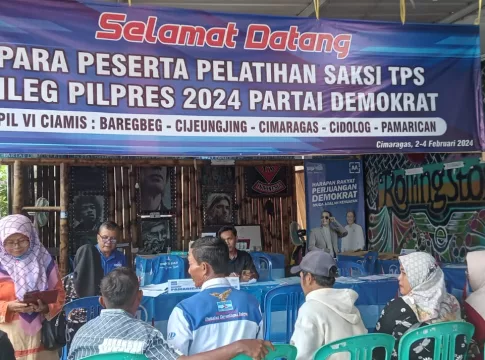 Selamat Datang
PARA PESERTA PELATIHAN SAKSI TPS
ILEG PILPRES 2024 PARTAI DEMOKRAT
PIL VI CIAMIS : BAREGBEG - CIJEUNGJING - CIMARAGAS - CIDOLOG - PAMARICAN
Cimaragas, 2-4 Februari 2024
HARAPAN RAKYAT
PERJUANGAN
DEMOKRAT
Rolling Sto